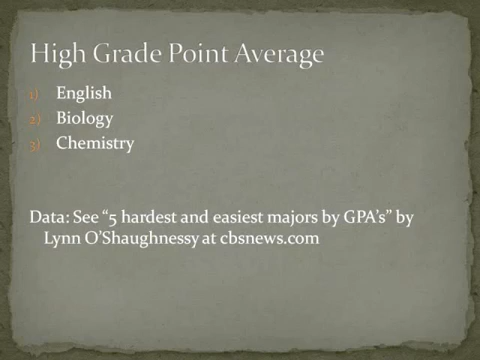 High Grade Point Average
1) English
2) Biology
3) Chemistry
Data: See “5 hardest and easiest majors by GPA’s” by
Lynn O’Shaughnessy at cbsnews.com